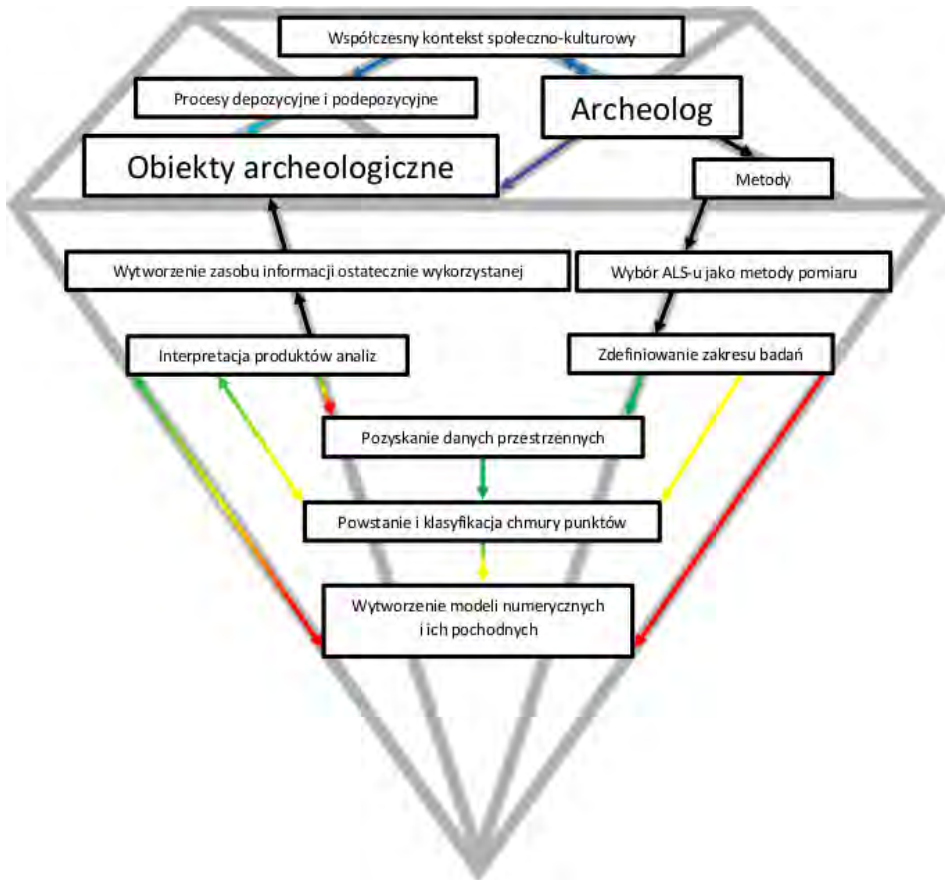 Współczesny kontekst społeczno-kulturowy
Procesy depozycyjne i podepozycyjne
Archeolog
Obiekty archeologiczne
Metody
Wytworzenie zasobu informacji ostatecznie wykorzystanej
Wybór ALS-u jako metody pomiaru
Interpretacja produktów analiz
Zdefiniowanie zakresu badań
Pozyskanie danych przestrzennych
Powstanie i klasyfikacja chmury punktów
Wytworzenie modeli numerycznych
i ich pochodnych